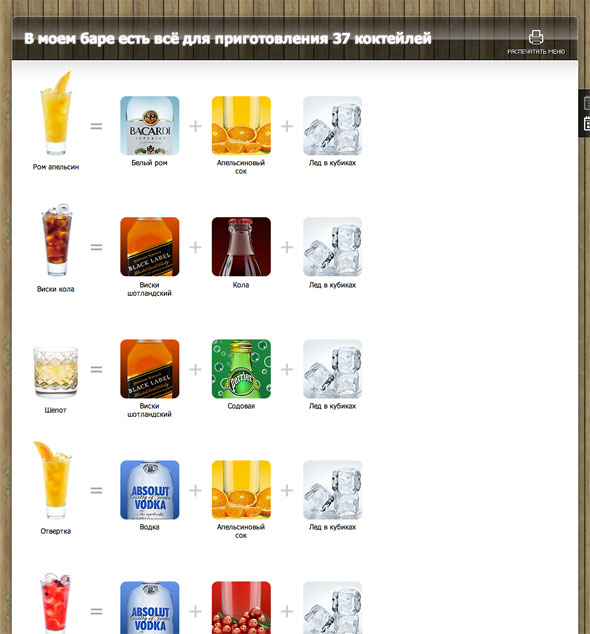 В моем баре есть всё для приготовления 37 коктейлей
РАСПЕЧАТАТЬ МЕНЮ
BACARDI
SUPERIOR
Ром апельсин
=
Белый ром
+
Апельсиновый
сок
+
Лед в кубиках
BLACK LABEL
Виски кола
=
Виски
шотландский
+
Кола
+
Лед в кубиках
BLACK LABEL
perrier
Шепот
=
Виски
шотландский
+
Содовая
+
Лед в кубиках
ABSOLUT
VODKA
Отвертка
=
Водка
+
Апельсиновый
сок
+
Лед в кубиках
ABSOLUT
VODKA
=
+
+